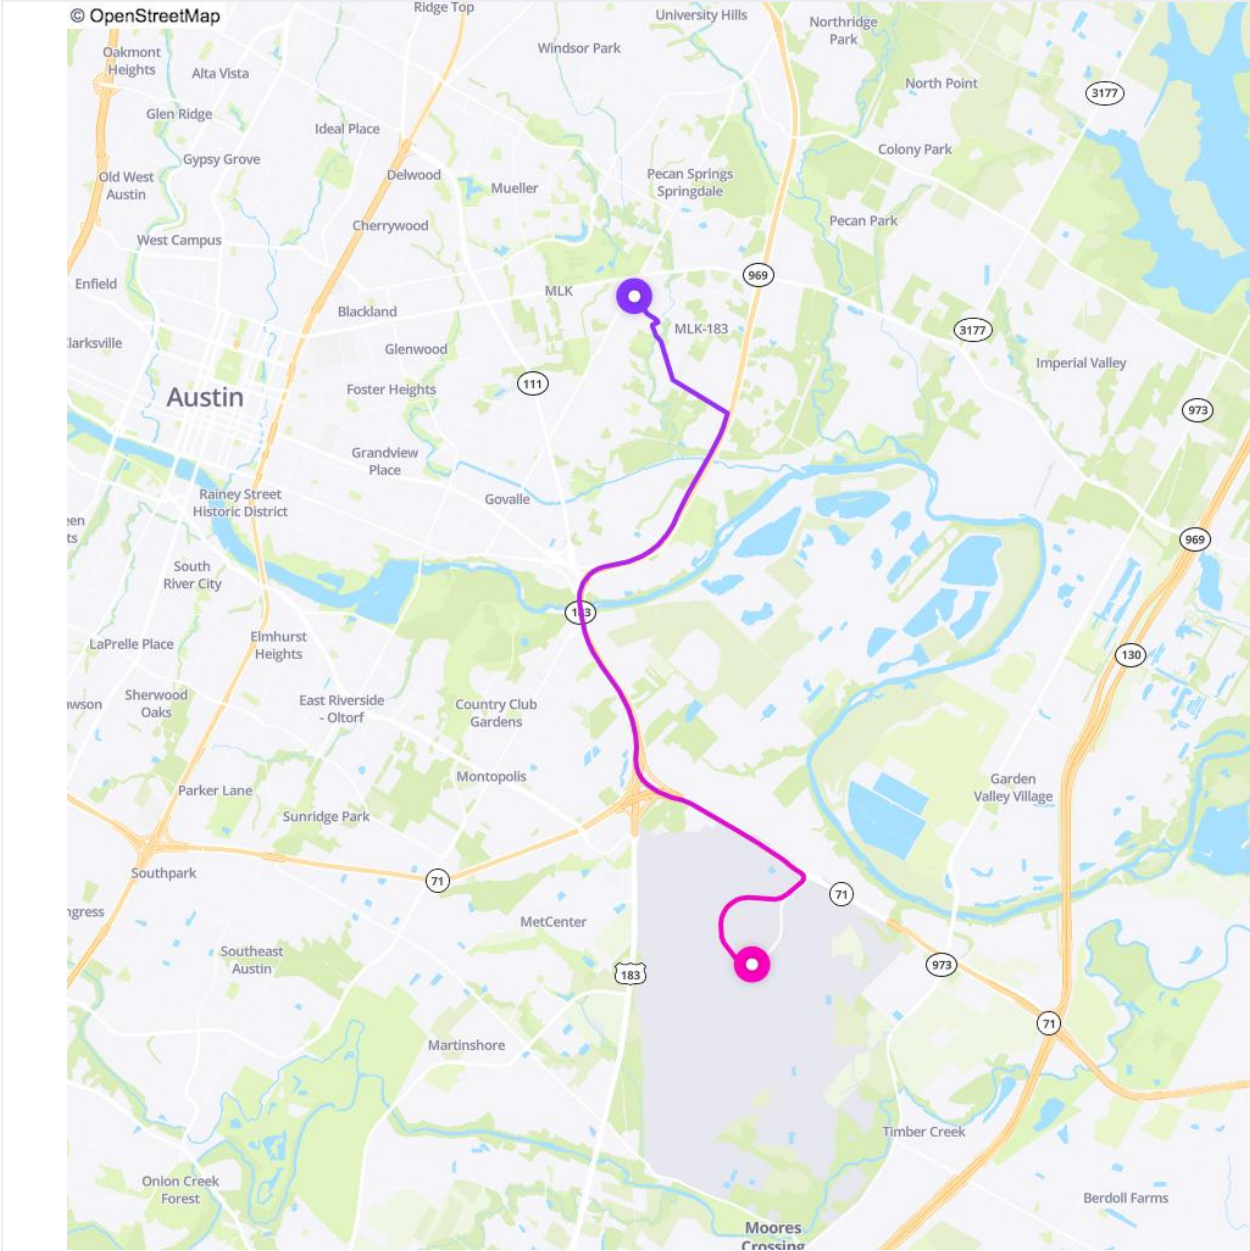 © OpenStreetMap
Ridge Top
University Hills
Northridge
Park
Oakmont
Heights
Windsor Park
Alta Vista
North Point
3177
Glen Ridge
Ideal Place
Gypsy Grove
Colony Park
Old West
Austin
Delwood
Mueller
Pecan Springs
Springdale
Cherrywood
Pecan Park
West Campus
Enfield
MLK
969
Blackland
MLK-183
3177
larksville
Glenwood
Imperial Valley
Austin
Foster Heights
111
973
Grandview
Place
Rainey Street
Historic District
Govalle
een
ts
969
South
River City
183
LaPrelle Place
Elmhurst
Heights
130
wson
Sherwood
Oaks
East Riverside
- Oltorf
Country Club
Gardens
Montopolis
Garden
Valley Village
Parker Lane
Sunridge Park
Southpark
71
71
ngress
MetCenter
Southeast
Austin
183
973
71
Martinshore
Timber Creek
Onion Creek
Forest
Berdoll Farms
Moores
Crossing